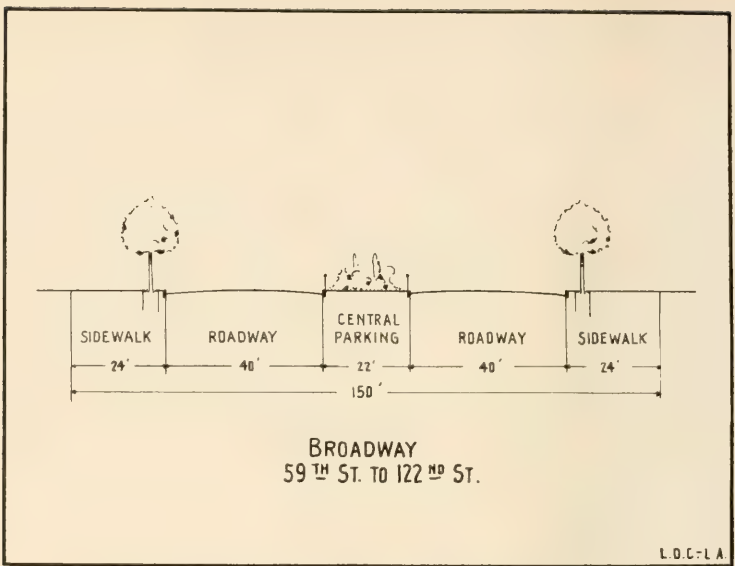 SIDEWALK ROADWAY CENTRAL PARKING ROADWAY SIDEWALK
24' 40' 22' 40' 24'
150'
BROADWAY
59TH ST. TO 122ND ST.
L.D.C-L A.